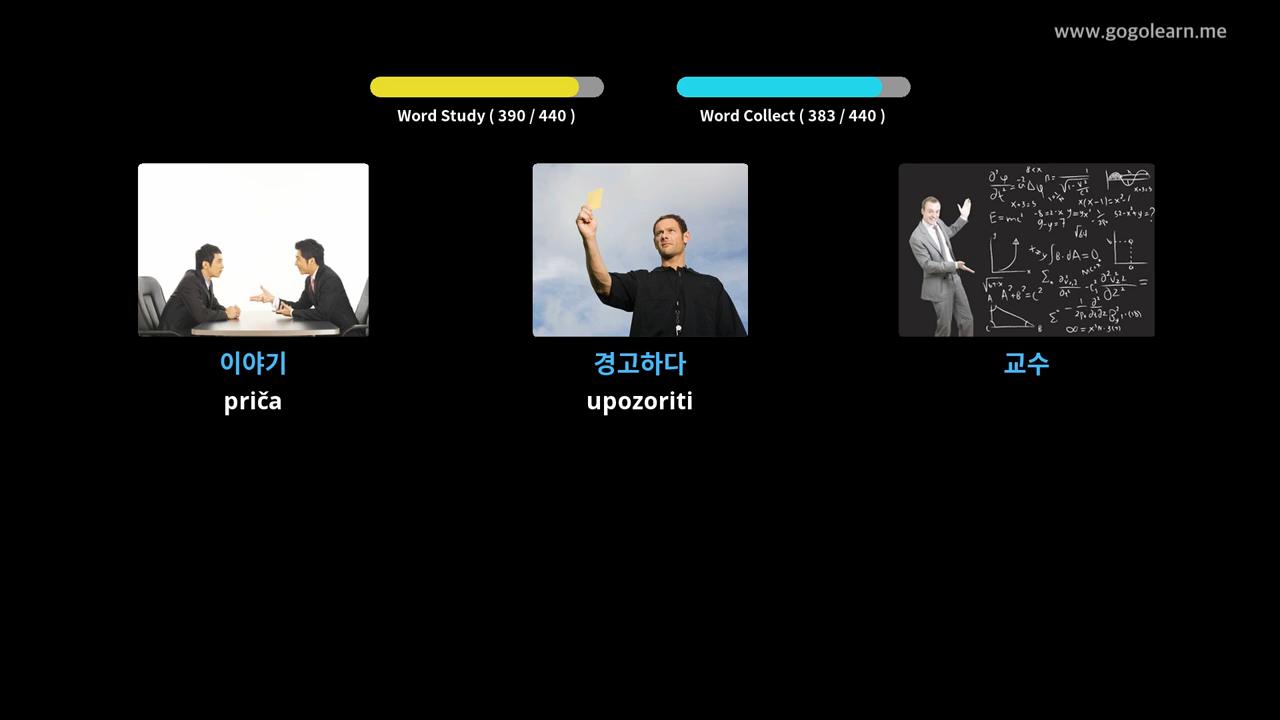 www.gogolearn.me
Word Study ( 390 / 440 )
Word Collect ( 383 / 440 )
이야기
경고하다
교수
priča
upozoriti